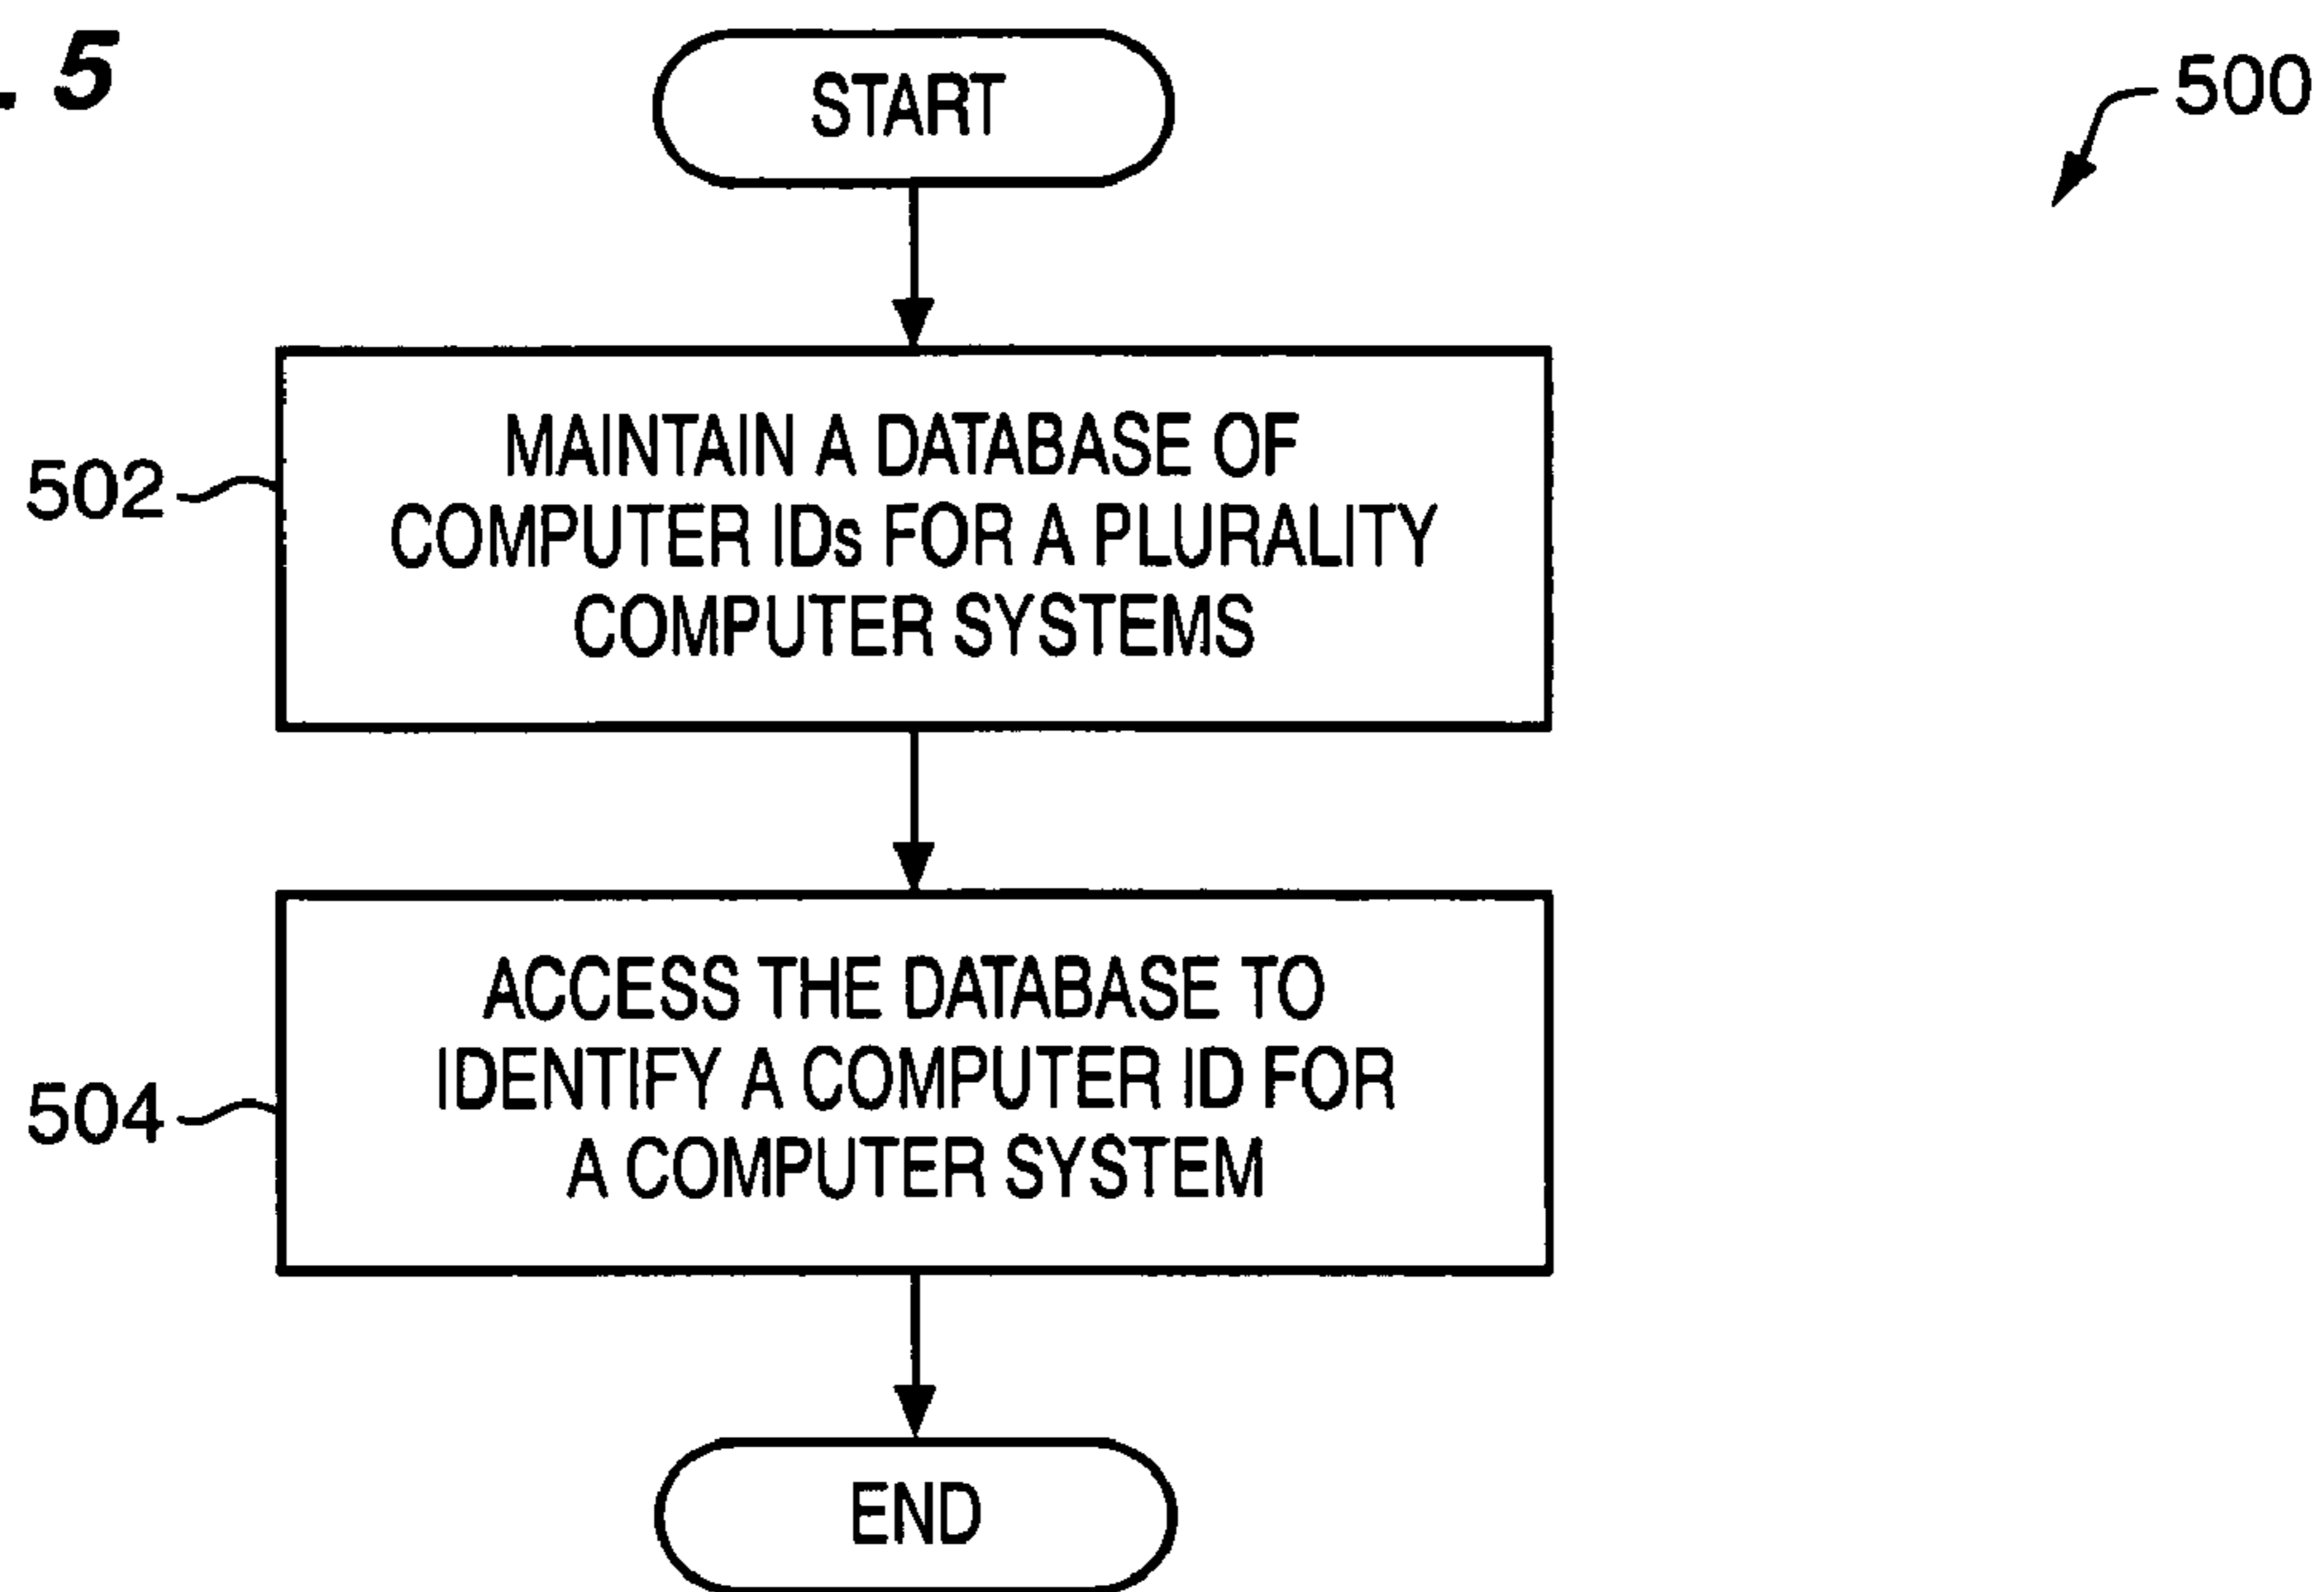 . 5
START
500
502
MAINTAIN A DATABASE OF
COMPUTER IDs FOR A PLURALITY
COMPUTER SYSTEMS
504
ACCESS THE DATABASE TO
IDENTIFY A COMPUTER ID FOR
A COMPUTER SYSTEM
END